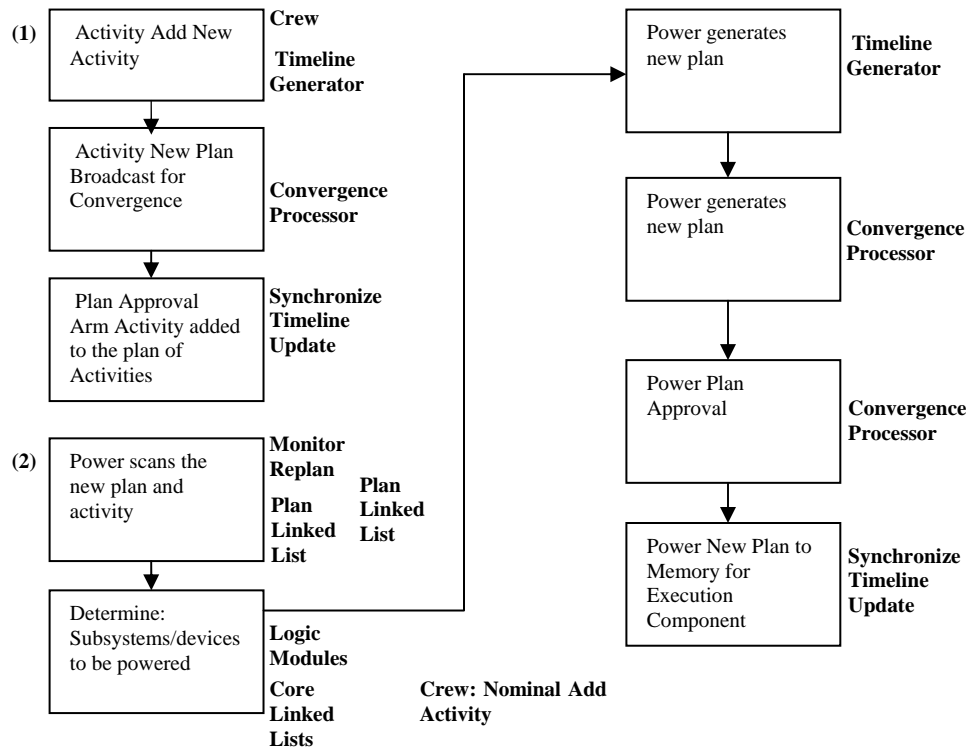 (1)
Activity Add New
Activity
Crew
Timeline
Generator
Activity New Plan
Broadcast for
Convergence
Convergence
Processor
Plan Approval
Arm Activity added
to the plan of
Activities
Synchronize
Timeline
Update
(2)
Power scans the
new plan and
activity
Monitor
Replan
Plan
Linked
List
Plan
Linked
List
Determine:
Subsystems/devices
to be powered
Logic
Modules
Core
Linked
Lists
Power generates
new plan
Timeline
Generator
Power generates
new plan
Convergence
Processor
Power Plan
Approval
Convergence
Processor
Power New Plan to
Memory for
Execution
Component
Synchronize
Timeline
Update
Crew: Nominal Add
Activity